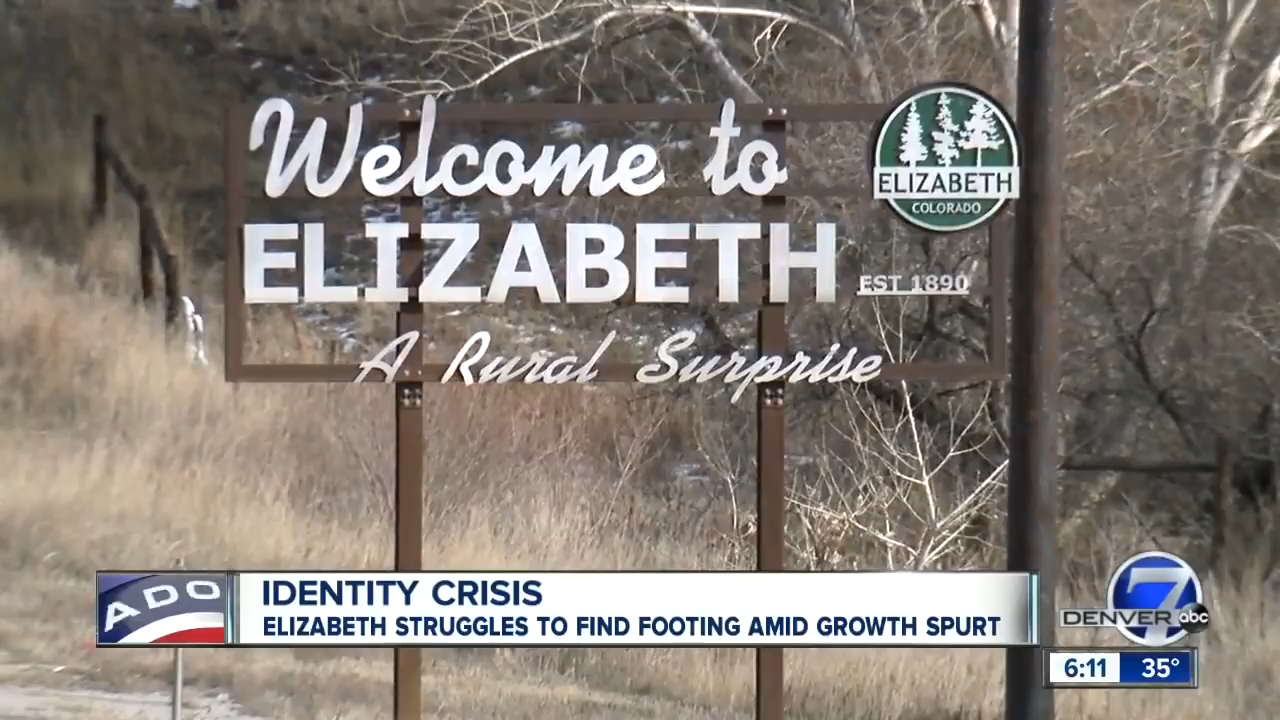 Welcome to
ELIZABETH
COLORADO
ELIZABETH
EST 1890
A Rural Surprise
ADO
IDENTITY CRISIS
ELIZABETH STRUGGLES TO FIND FOOTING AMID GROWTH SPURT
DENVER 7 abc
6:11 35°